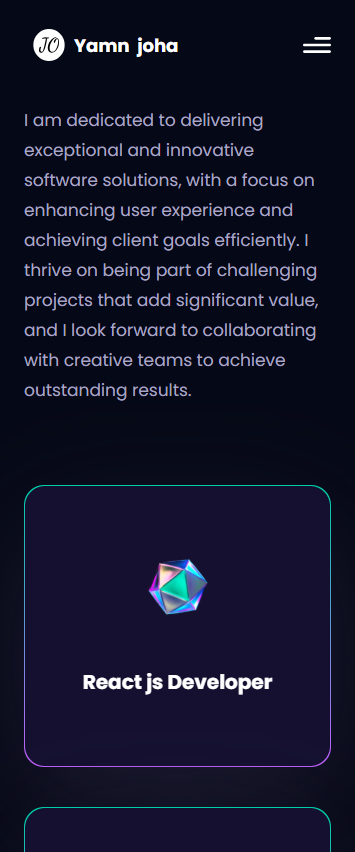 JO Yamn joha
I am dedicated to delivering
exceptional and innovative
software solutions, with a focus on
enhancing user experience and
achieving client goals efficiently. I
thrive on being part of challenging
projects that add significant value,
and I look forward to collaborating
with creative teams to achieve
outstanding results.
React js Developer